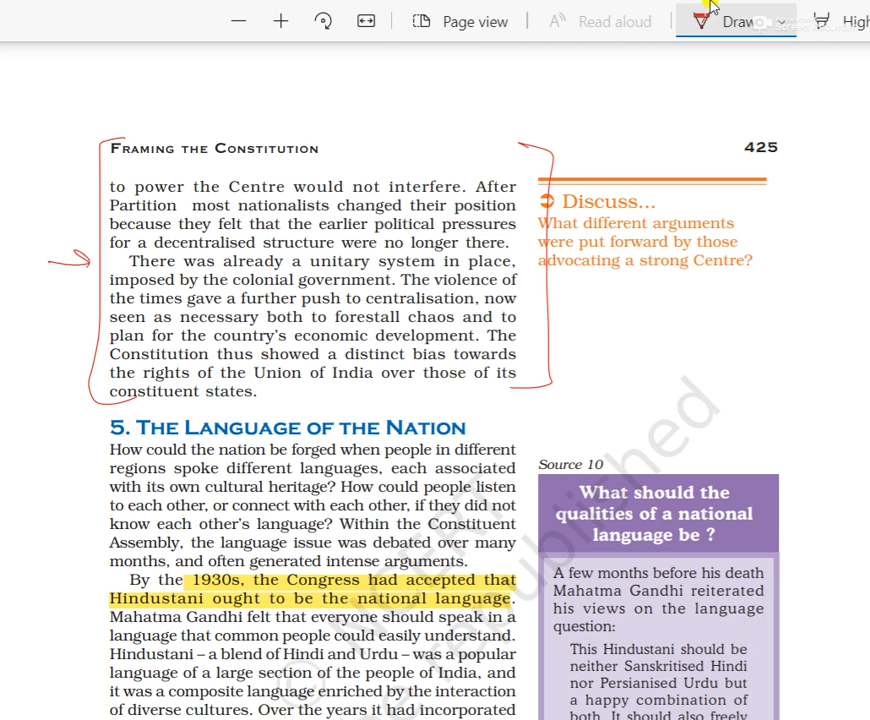 Page view
Read aloud
Draw
FRAMING THE CONSTITUTION
425
to power the Centre would not interfere. After
Partition most nationalists changed their position
because they felt that the earlier political pressures
for a decentralised structure were no longer there.
There was already a unitary system in place,
imposed by the colonial government. The violence of
the times gave a further push to centralisation, now
seen as necessary both to forestall chaos and to
plan for the country's economic development. The
Constitution thus showed a distinct bias towards
the rights of the Union of India over those of its
constituent states.
Discuss...
What different arguments
were put forward by those
advocating a strong Centre?
5. THE LANGUAGE OF THE NATION
How could the nation be forged when people in different
regions spoke different languages, each associated
with its own cultural heritage? How could people listen
to each other, or connect with each other, if they did not
know each other's language? Within the Constituent
Assembly, the language issue was debated over many
months, and often generated intense arguments.
By the 1930s, the Congress had accepted that
Hindustani ought to be the national language.
Mahatma Gandhi felt that everyone should speak in a
language that common people could easily understand.
Hindustani – a blend of Hindi and Urdu – was a popular
language of a large section of the people of India, and
it was a composite language enriched by the interaction
of diverse cultures. Over the years it had incorporated
Source 10
What should the
qualities of a national
language be ?
A few months before his death
Mahatma Gandhi reiterated
his views on the language
question:
This Hindustani should be
neither Sanskritised Hindi
nor Persianised Urdu but
a happy combination of
both. It should also freely
© NCERT
be republished